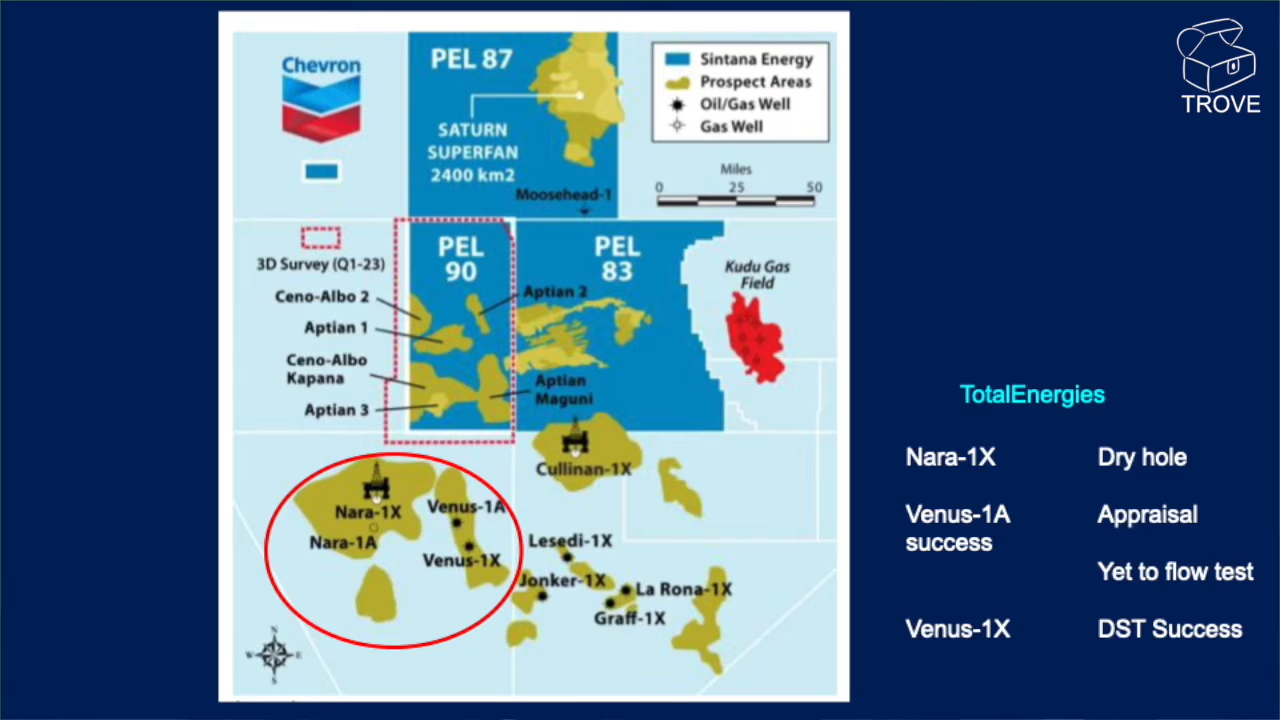 Chevron
PEL 87
SATURN
SUPERFAN
2400 km2
Moosehead-1
Sintana Energy
Prospect Areas
Oil/Gas Well
Gas Well
Miles
0 25 50
TROVE
3D Survey (Q1-23)
PEL
90
PEL
83
Kudu Gas
Field
Ceno-Albo 2
Aptian 2
Aptian 1
Ceno-Albo
Kapana
Aptian
Maguni
Aptian 3
Cullinan-1X
Nara-1X
Nara-1A
Venus-1A
Venus-1X
Lesedi-1X
Jonker-1X
La Rona-1X
Graff-1X
N
W E
S
TotalEnergies
Nara-1X Dry hole
Venus-1A Appraisal
success
Yet to flow test
Venus-1X DST Success